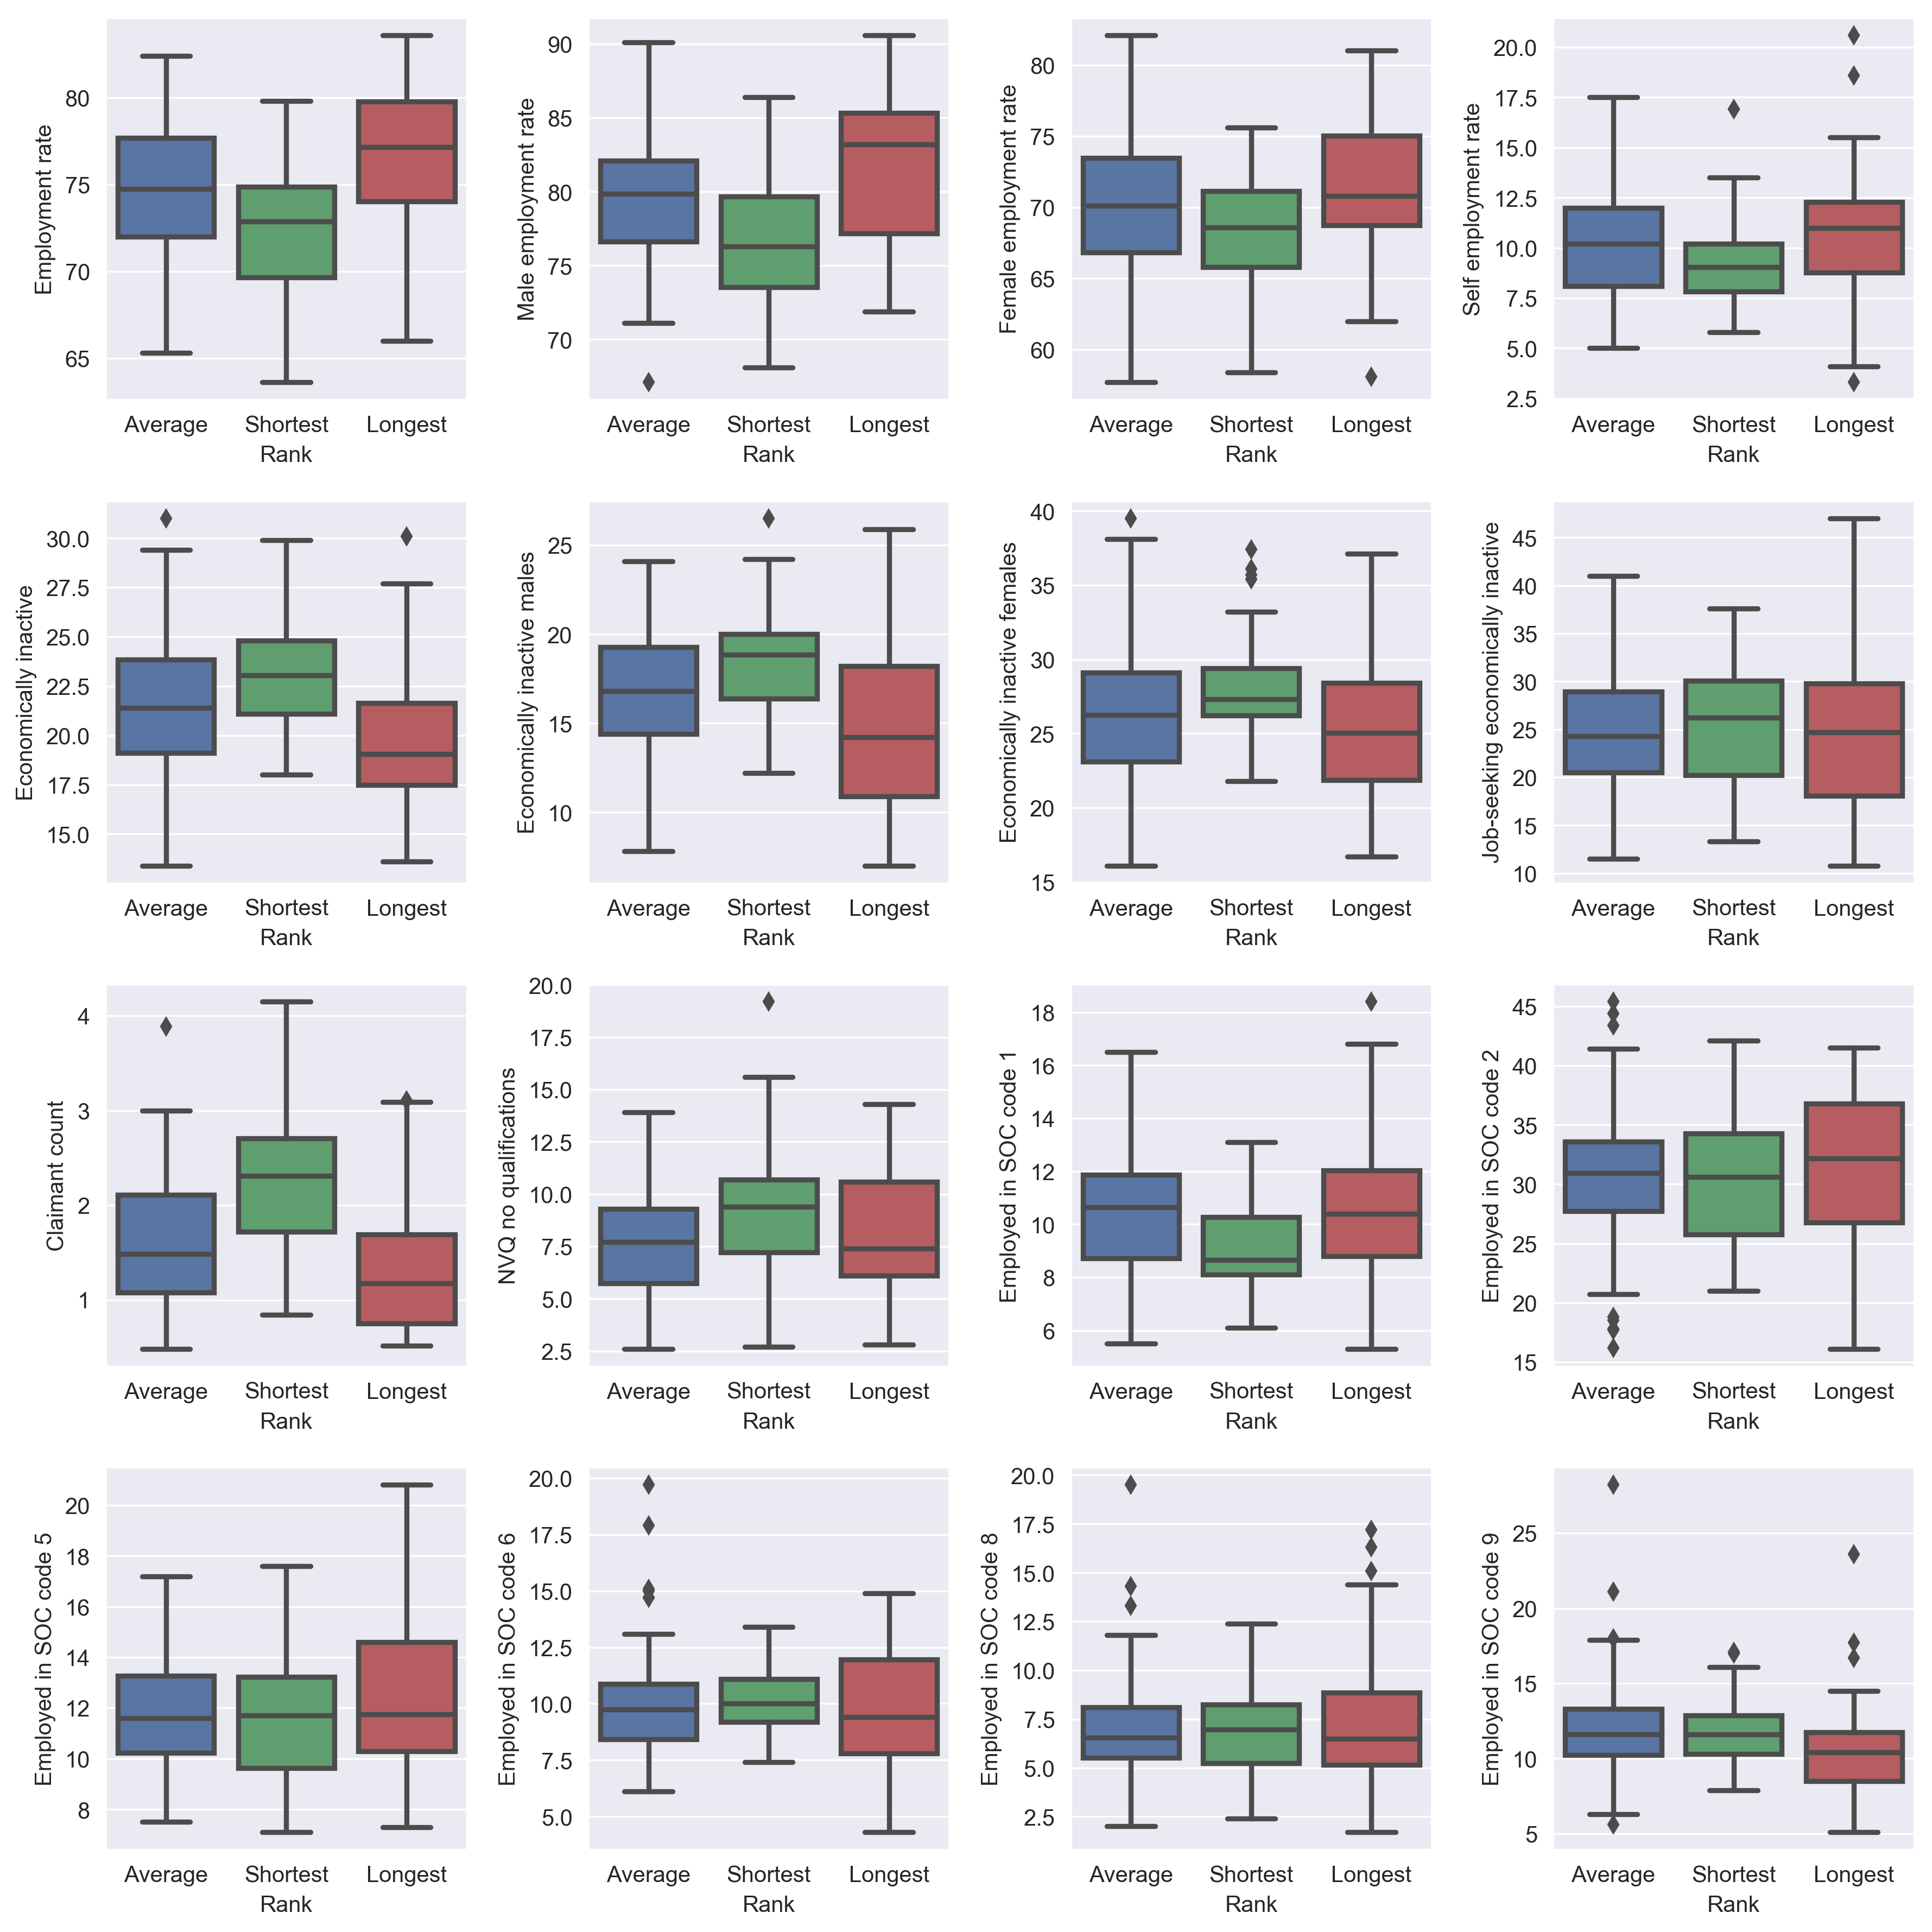 Employment rate
80
75
70
65
Average Shortest Longest
Rank
Male employment rate
90
85
80
75
70
Average Shortest Longest
Rank
Female employment rate
80
75
70
65
60
Average Shortest Longest
Rank
Self employment rate
20.0
17.5
15.0
12.5
10.0
7.5
5.0
2.5
Average Shortest Longest
Rank
Economically inactive
30.0
27.5
25.0
22.5
20.0
17.5
15.0
Average Shortest Longest
Rank
Economically inactive males
25
20
15
10
Average Shortest Longest
Rank
Economically inactive females
40
35
30
25
20
15
Average Shortest Longest
Rank
Job-seeking economically inactive
45
40
35
30
25
20
15
10
Average Shortest Longest
Rank
Claimant count
4
3
2
1
Average Shortest Longest
Rank
NVQ no qualifications
20.0
17.5
15.0
12.5
10.0
7.5
5.0
2.5
Average Shortest Longest
Rank
Employed in SOC code 1
18
16
14
12
10
8
6
Average Shortest Longest
Rank
Employed in SOC code 2
45
40
35
30
25
20
15
Average Shortest Longest
Rank
Employed in SOC code 5
20
18
16
14
12
10
8
Average Shortest Longest
Rank
Employed in SOC code 6
20.0
17.5
15.0
12.5
10.0
7.5
5.0
Average Shortest Longest
Rank
Employed in SOC code 8
20.0
17.5
15.0
12.5
10.0
7.5
5.0
2.5
Average Shortest Longest
Rank
Employed in SOC code 9
25
20
15
10
5
Average Shortest Longest
Rank